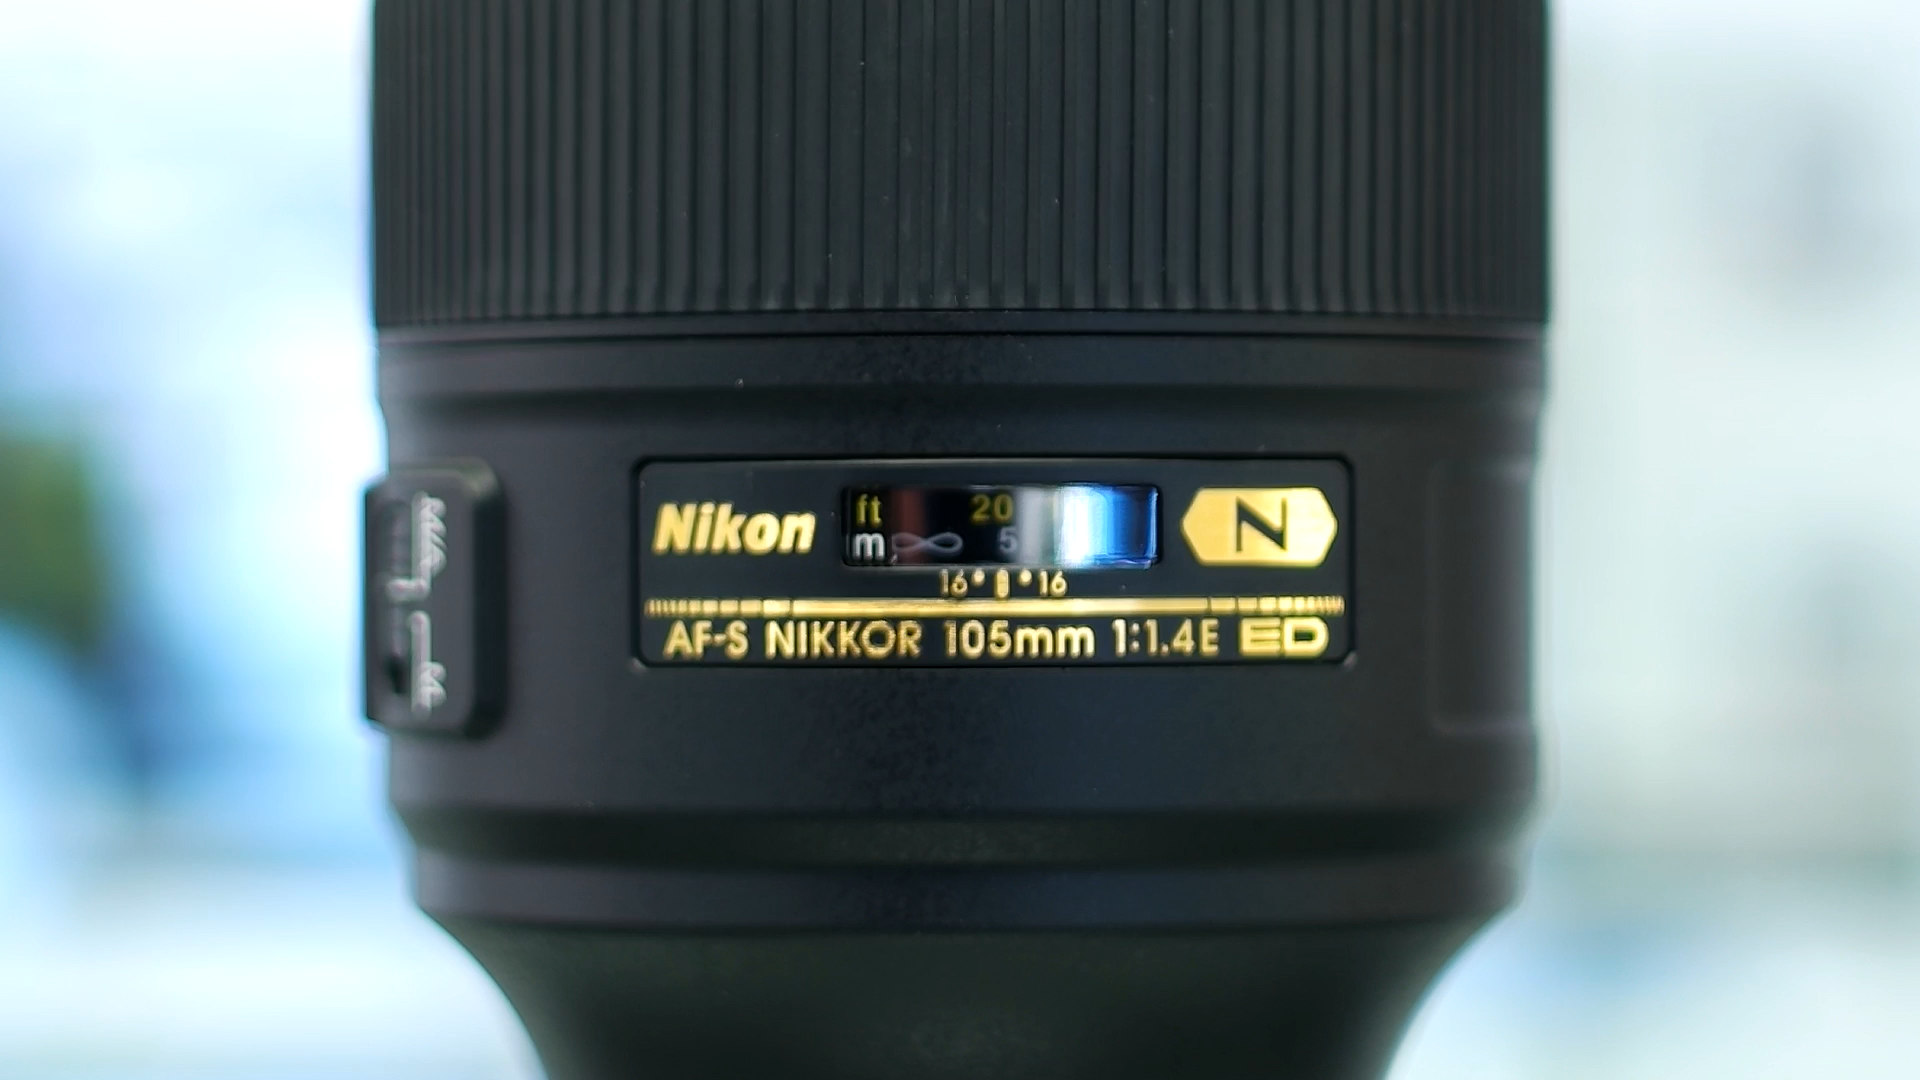 Nikon
ft 20
m ∞ 5
N
16 • • 16
AF-S NIKKOR 105mm 1:1.4E ED